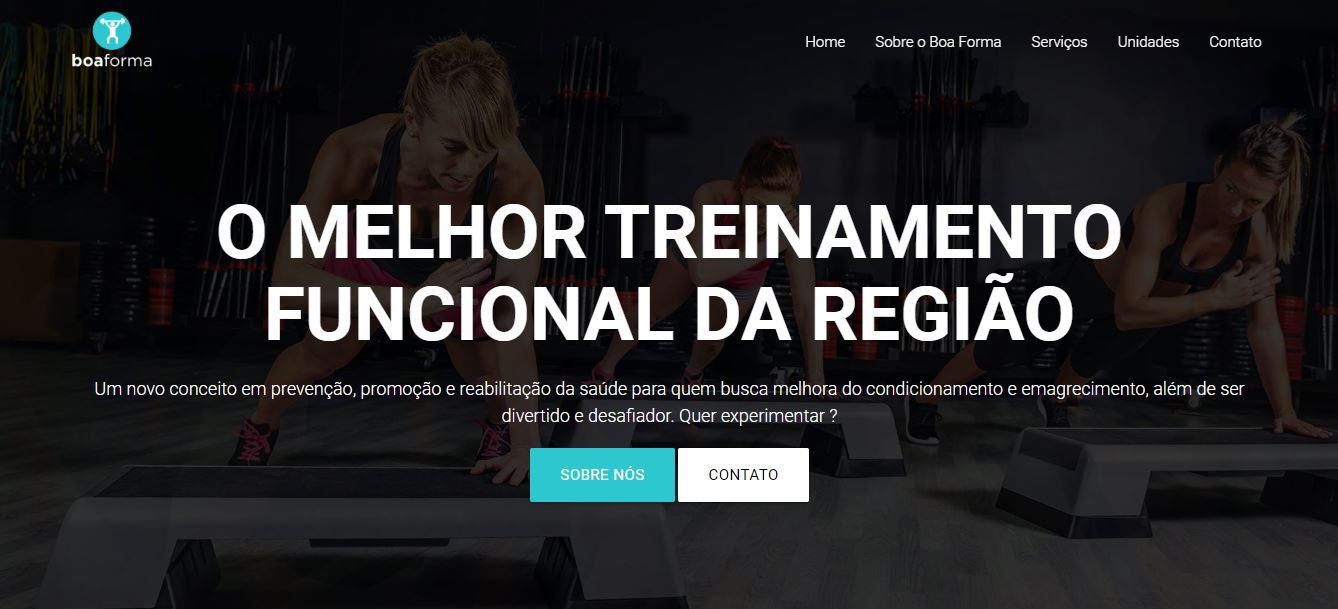 boaforma
Home Sobre o Boa Forma Serviços Unidades Contato
O MELHOR TREINAMENTO
FUNCIONAL DA REGIÃO
Um novo conceito em prevenção, promoção e reabilitação da saúde para quem busca melhora do condicionamento e emagrecimento, além de ser
divertido e desafiador. Quer experimentar ?
SOBRE NÓS CONTATO